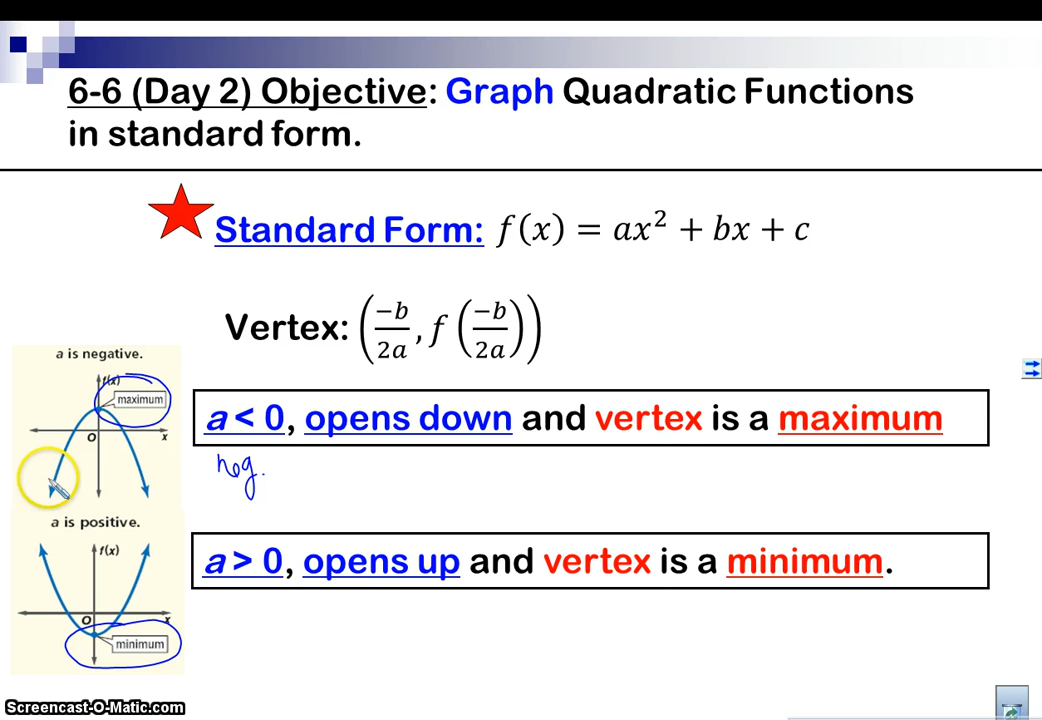 6-6 (Day 2) Objective: Graph Quadratic Functions
in standard form.
Standard Form: f(x) = ax² + bx + c
Vertex: (−b/2a, f(−b/2a))
a is negative.
f(x)
maximum
O
x
a < 0, opens down and vertex is a maximum
neg.
a is positive.
f(x)
O
x
minimum
a > 0, opens up and vertex is a minimum.
Screencast-O-Matic.com